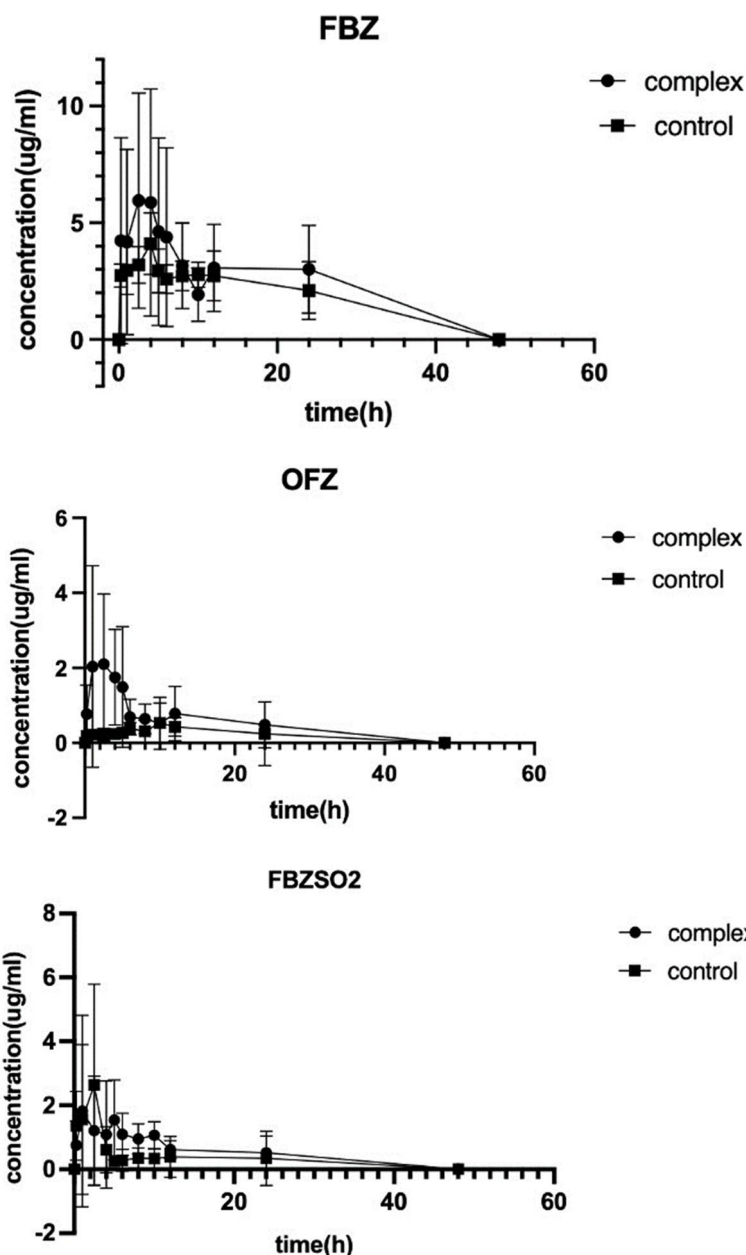 FBZ
complex
control
concentration(ug/ml)
10
5
0
0 20 40 60
time(h)
OFZ
complex
control
concentration(ug/ml)
6
4
2
0
-2
20 40 60
time(h)
FBZSO2
complex
control
concentration(ug/ml)
8
6
4
2
0
-2
20 40 60
time(h)